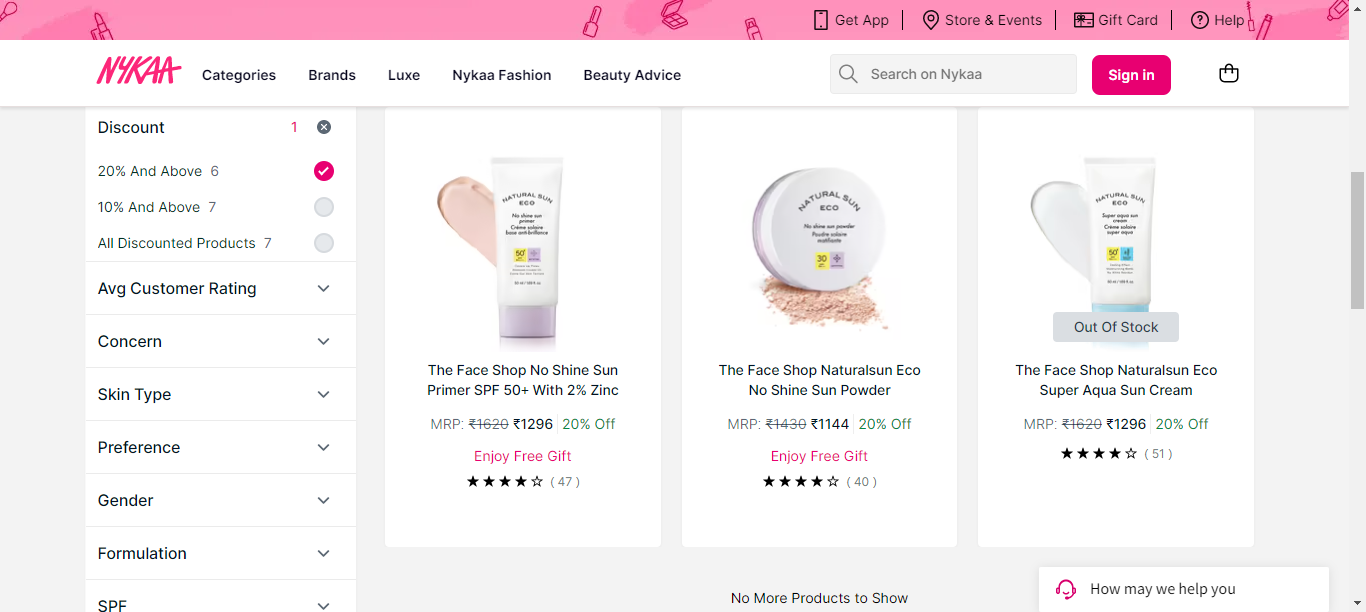 Get App
Store & Events
Gift Card
Help
NYKAA
Categories
Brands
Luxe
Nykaa Fashion
Beauty Advice
Search on Nykaa
Sign in
Discount 1
20% And Above 6
10% And Above 7
All Discounted Products 7
Avg Customer Rating
Concern
Skin Type
Preference
Gender
Formulation
SPF
NATURAL SUN
ECO
No shine sun
primer
Crème solaire
base anti-brillance
50+
The Face Shop No Shine Sun
Primer SPF 50+ With 2% Zinc
MRP: ₹1620 ₹1296 20% Off
Enjoy Free Gift
( 47 )
NATURAL SUN
ECO
No shine sun powder
Poudre solaire
matifiante
30
The Face Shop Naturalsun Eco
No Shine Sun Powder
MRP: ₹1430 ₹1144 20% Off
Enjoy Free Gift
( 40 )
NATURAL SUN
ECO
Super aqua sun
cream
Crème solaire
super aqua
50+
Out Of Stock
The Face Shop Naturalsun Eco
Super Aqua Sun Cream
MRP: ₹1620 ₹1296 20% Off
( 51 )
No More Products to Show
How may we help you